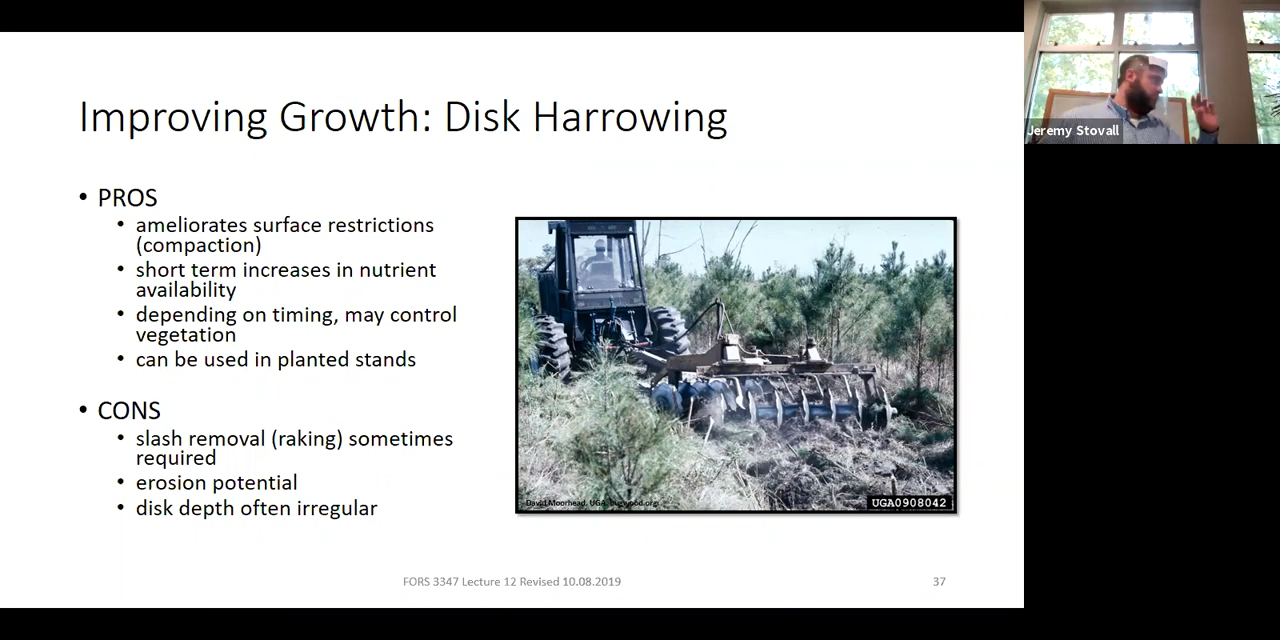 Improving Growth: Disk Harrowing
• PROS
• ameliorates surface restrictions
(compaction)
• short term increases in nutrient
availability
• depending on timing, may control
vegetation
• can be used in planted stands
• CONS
• slash removal (raking) sometimes
required
• erosion potential
• disk depth often irregular
David Moorhead, UGA, bugwood.org
UGA0908042
FORS 3347 Lecture 12 Revised 10.08.2019
37
Jeremy Stovall